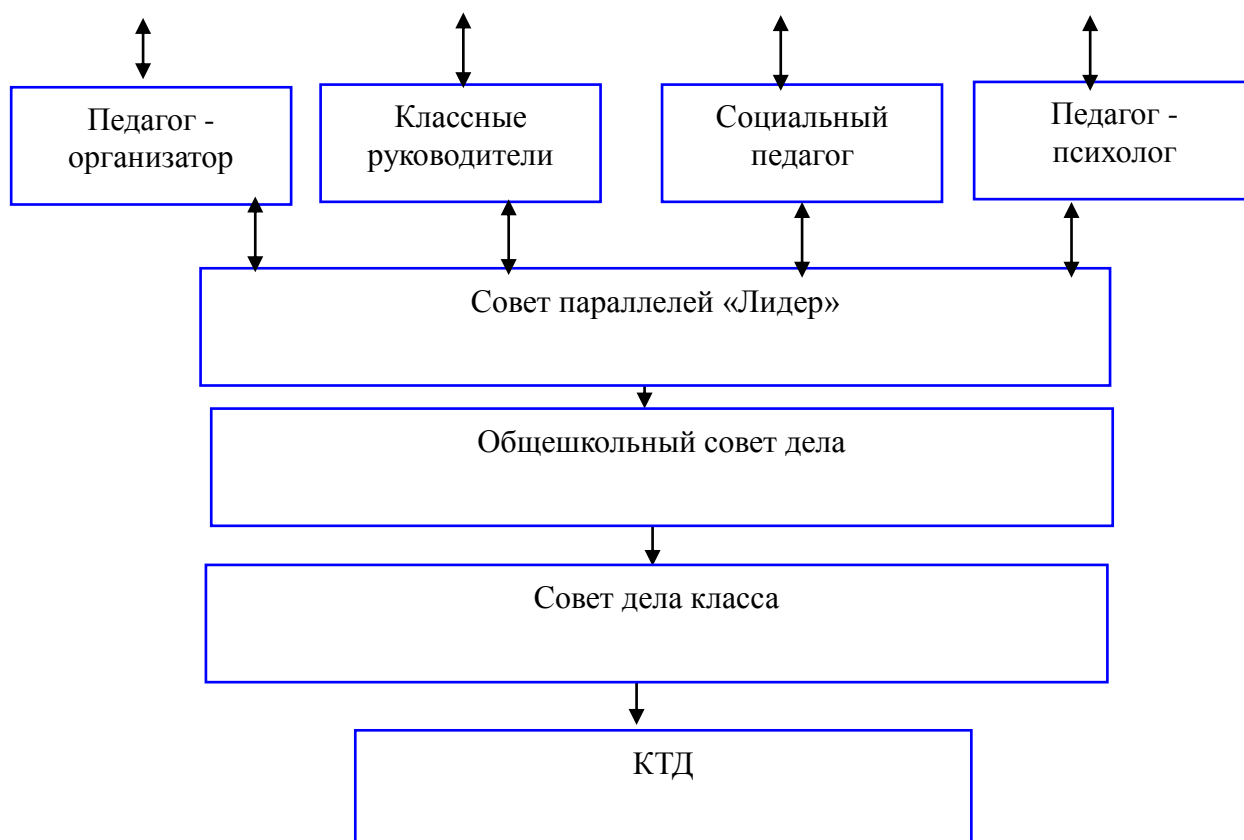 Педагог -
организатор
Классные
руководители
Социальный
педагог
Педагог -
психолог
Совет параллелей «Лидер»
Общешкольный совет дела
Совет дела класса
КТД